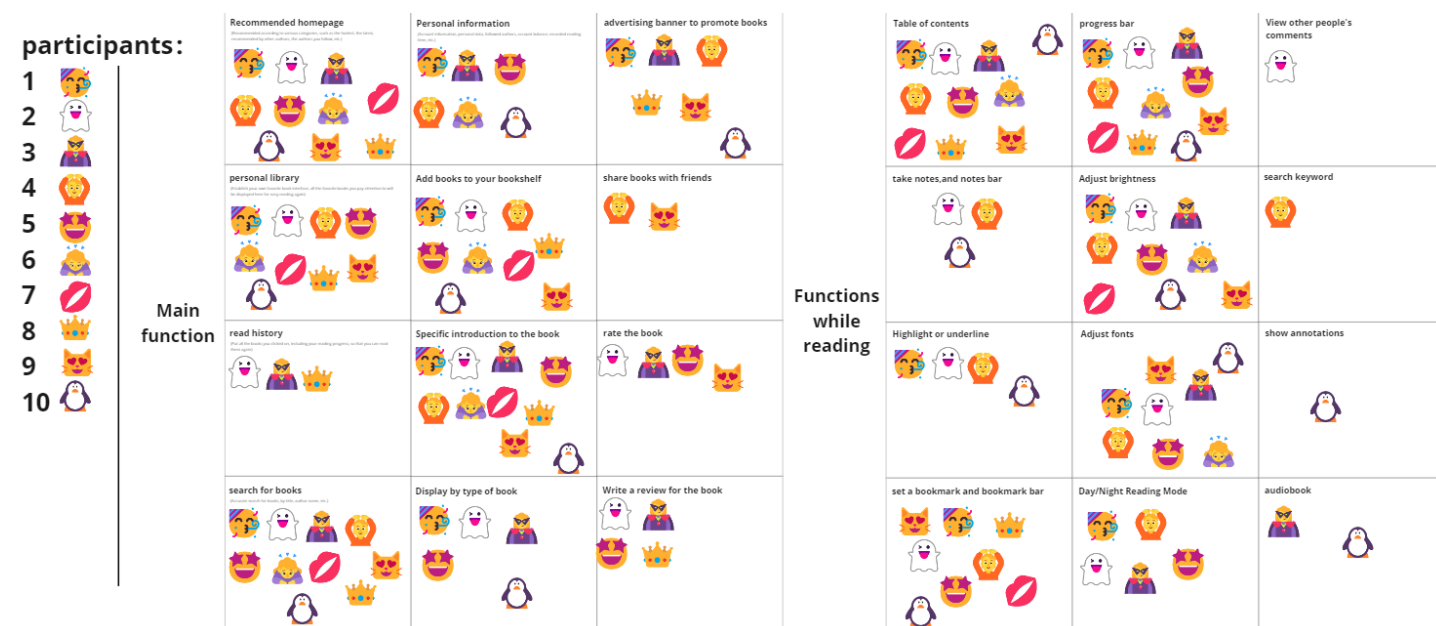 participants:
1
2
3
4
5
6
7
8
9
10
Main
function
Recommended homepage
Personal information
advertising banner to promote books
personal library
Add books to your bookshelf
share books with friends
read history
Specific introduction to the book
rate the book
search for books
Display by type of book
Write a review for the book
Functions
while
reading
Table of contents
progress bar
View other people's
comments
take notes,and notes bar
Adjust brightness
search keyword
Highlight or underline
Adjust fonts
show annotations
set a bookmark and bookmark bar
Day/Night Reading Mode
audiobook